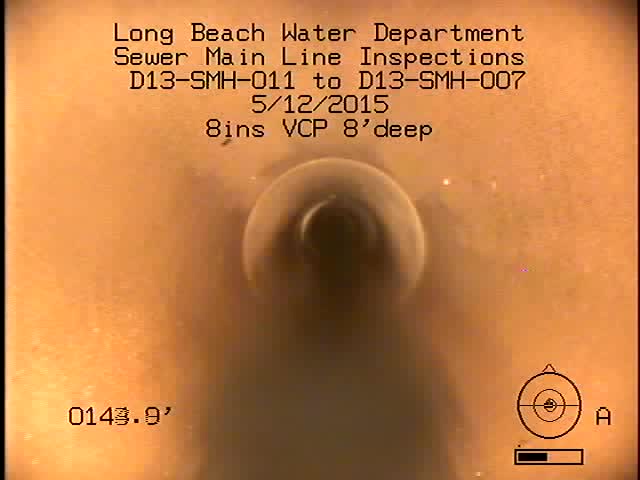 Long Beach Water Department
Sewer Main Line Inspections
D13-SMH-011 to D13-SMH-007
5/12/2015
8ins VCP 8'deep
A